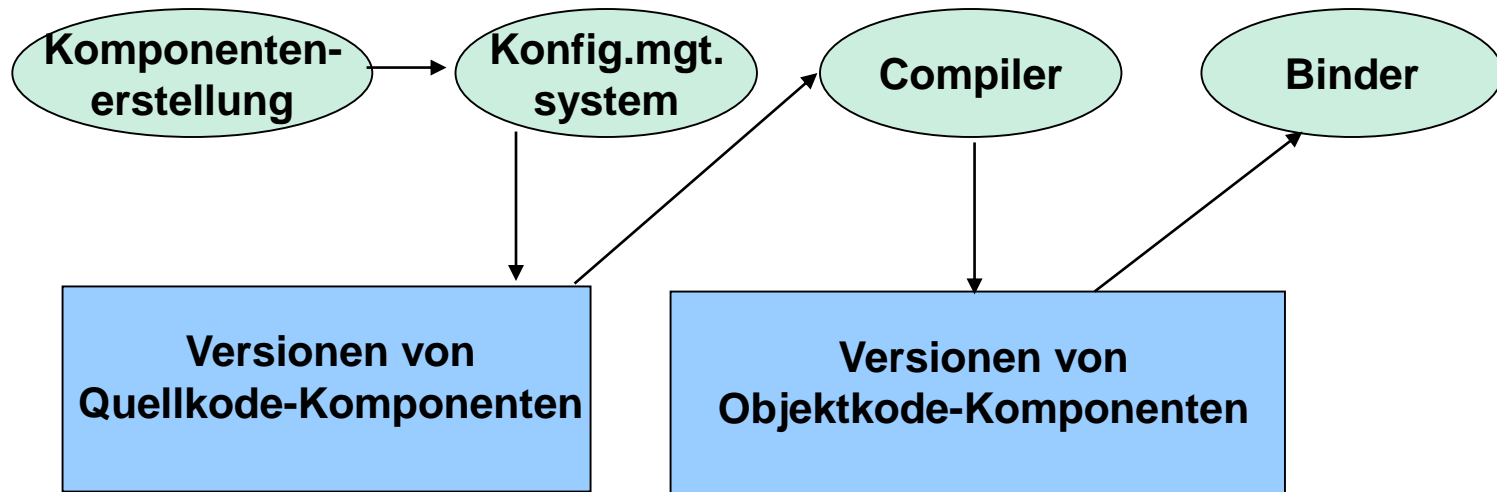 Komponenten-
erstellung
Konfig.mgt.
system
Compiler
Binder
Versionen von
Quellkode-Komponenten
Versionen von
Objektkode-Komponenten